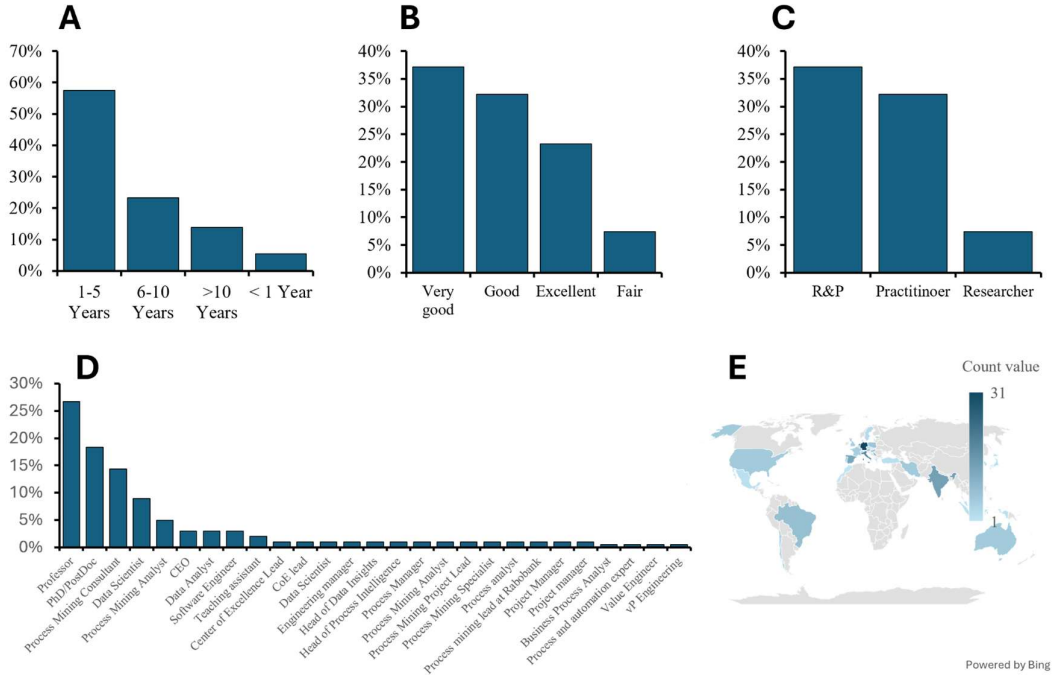 A
70%
60%
50%
40%
30%
20%
10%
0%
1-5 Years
6-10 Years
>10 Years
< 1 Year
B
40%
35%
30%
25%
20%
15%
10%
5%
0%
Very good
Good
Excellent
Fair
C
40%
35%
30%
25%
20%
15%
10%
5%
0%
R&P
Practitinoer
Researcher
D
30%
25%
20%
15%
10%
5%
0%
Professor
PhD/PostDoc
Process Mining Consultant
Data Scientist
Process Mining Analyst
CEO
Data Analyst
Software Engineer
Teaching assistant
Center of Excellence Lead
CoE lead
Data Scientist
Engineering manager
Head of Data Insights
Head of Process Intelligence
Process Manager
Process Mining Analyst
Process Mining Project Lead
Process Mining Specialist
Process analyst
Process mining lead at Rabobank
Project Manager
Project manager
Business Process Analyst
Process and automation expert
Value Engineer
vP Engineering
E
Count value
31
1
Powered by Bing